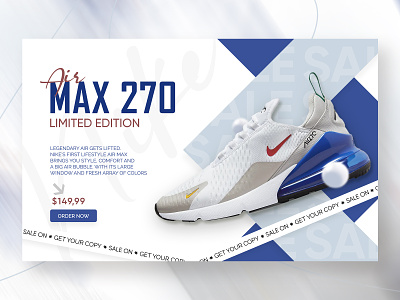 Air
MAX 270
LIMITED EDITION
LEGENDARY AIR GETS LIFTED.
NIKE'S FIRST LIFESTYLE AIR MAX
BRINGS YOU STYLE, COMFORT AND
A BIG AIR BUBBLE. WITH ITS LARGE
WINDOW AND FRESH ARRAY OF COLORS
$149,99
ORDER NOW
SALE ON • GET YOUR COPY • SALE ON • GET YOUR COPY • SALE ON • GET YOUR COPY